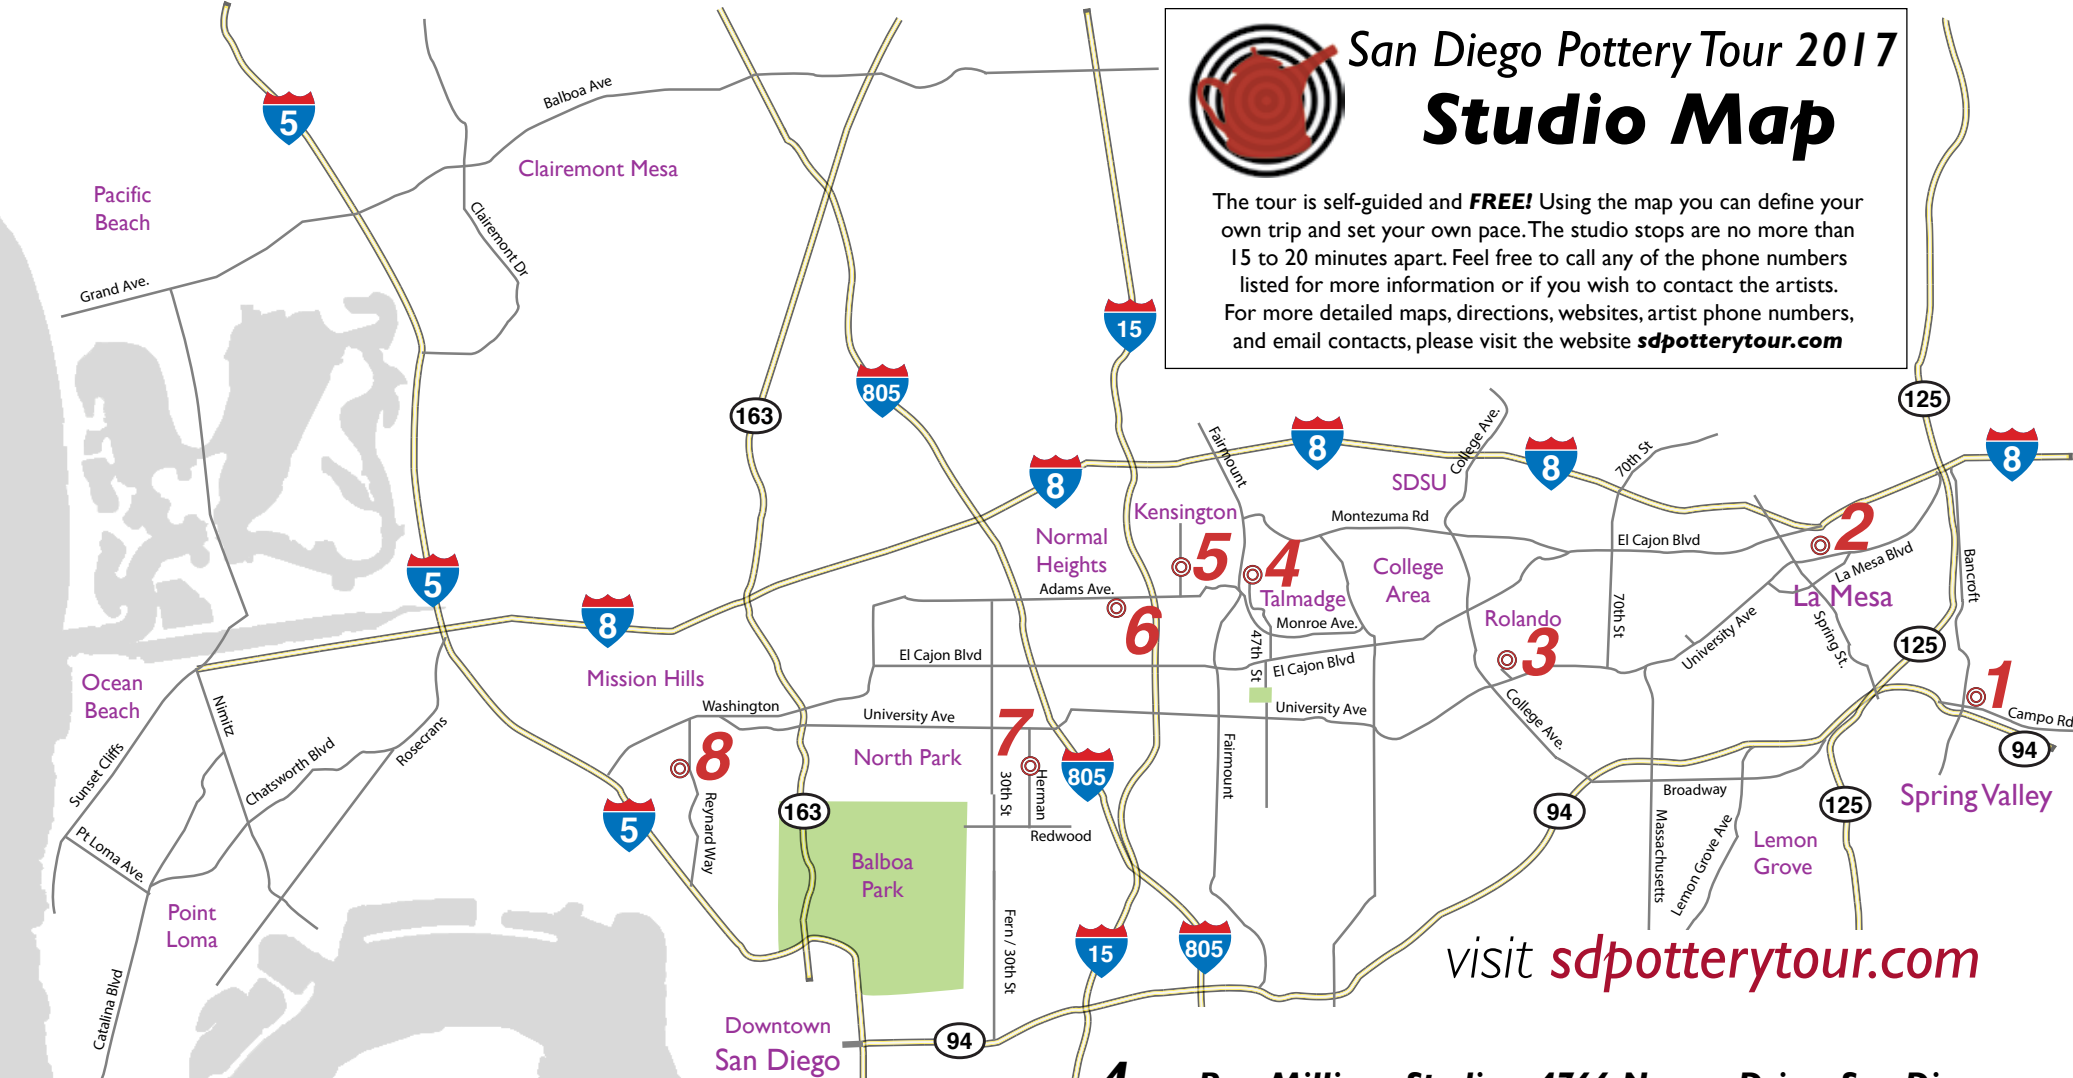 San Diego Pottery Tour 2017
Studio Map
The tour is self-guided and FREE! Using the map you can define your
own trip and set your own pace. The studio stops are no more than
15 to 20 minutes apart. Feel free to call any of the phone numbers
listed for more information or if you wish to contact the artists.
For more detailed maps, directions, websites, artist phone numbers,
and email contacts, please visit the website sdpotterytour.com
5
Balboa Ave
Clairemont Mesa
Pacific
Beach
Clairemont Dr
Grand Ave.
15
805
163
125
8
8
8
8
Fairmount
College Ave.
70th St
SDSU
Kensington
Montezuma Rd
El Cajon Blvd
2
La Mesa Blvd
Bancroft
Normal
Heights
5
4
College
Area
Adams Ave.
Talmadge
La Mesa
5
8
6
Monroe Ave.
Rolando
3
70th St
University Ave
Spring St.
125
47th St
El Cajon Blvd
El Cajon Blvd
Mission Hills
Ocean
Beach
1
Campo Rd
94
Washington
University Ave
University Ave
College Ave.
Nimitz
Rosecrans
Sunset Cliffs
Chatsworth Blvd
8
7
North Park
805
30th St
Herman
Fairmount
Reynard Way
163
5
Redwood
Broadway
94
125
Spring Valley
Massachusetts
Lemon Grove Ave
Lemon
Grove
Pt Loma Ave.
Balboa
Park
Point
Loma
Fern / 30th St
15
805
visit sdpotterytour.com
Catalina Blvd
Downtown
San Diego
94